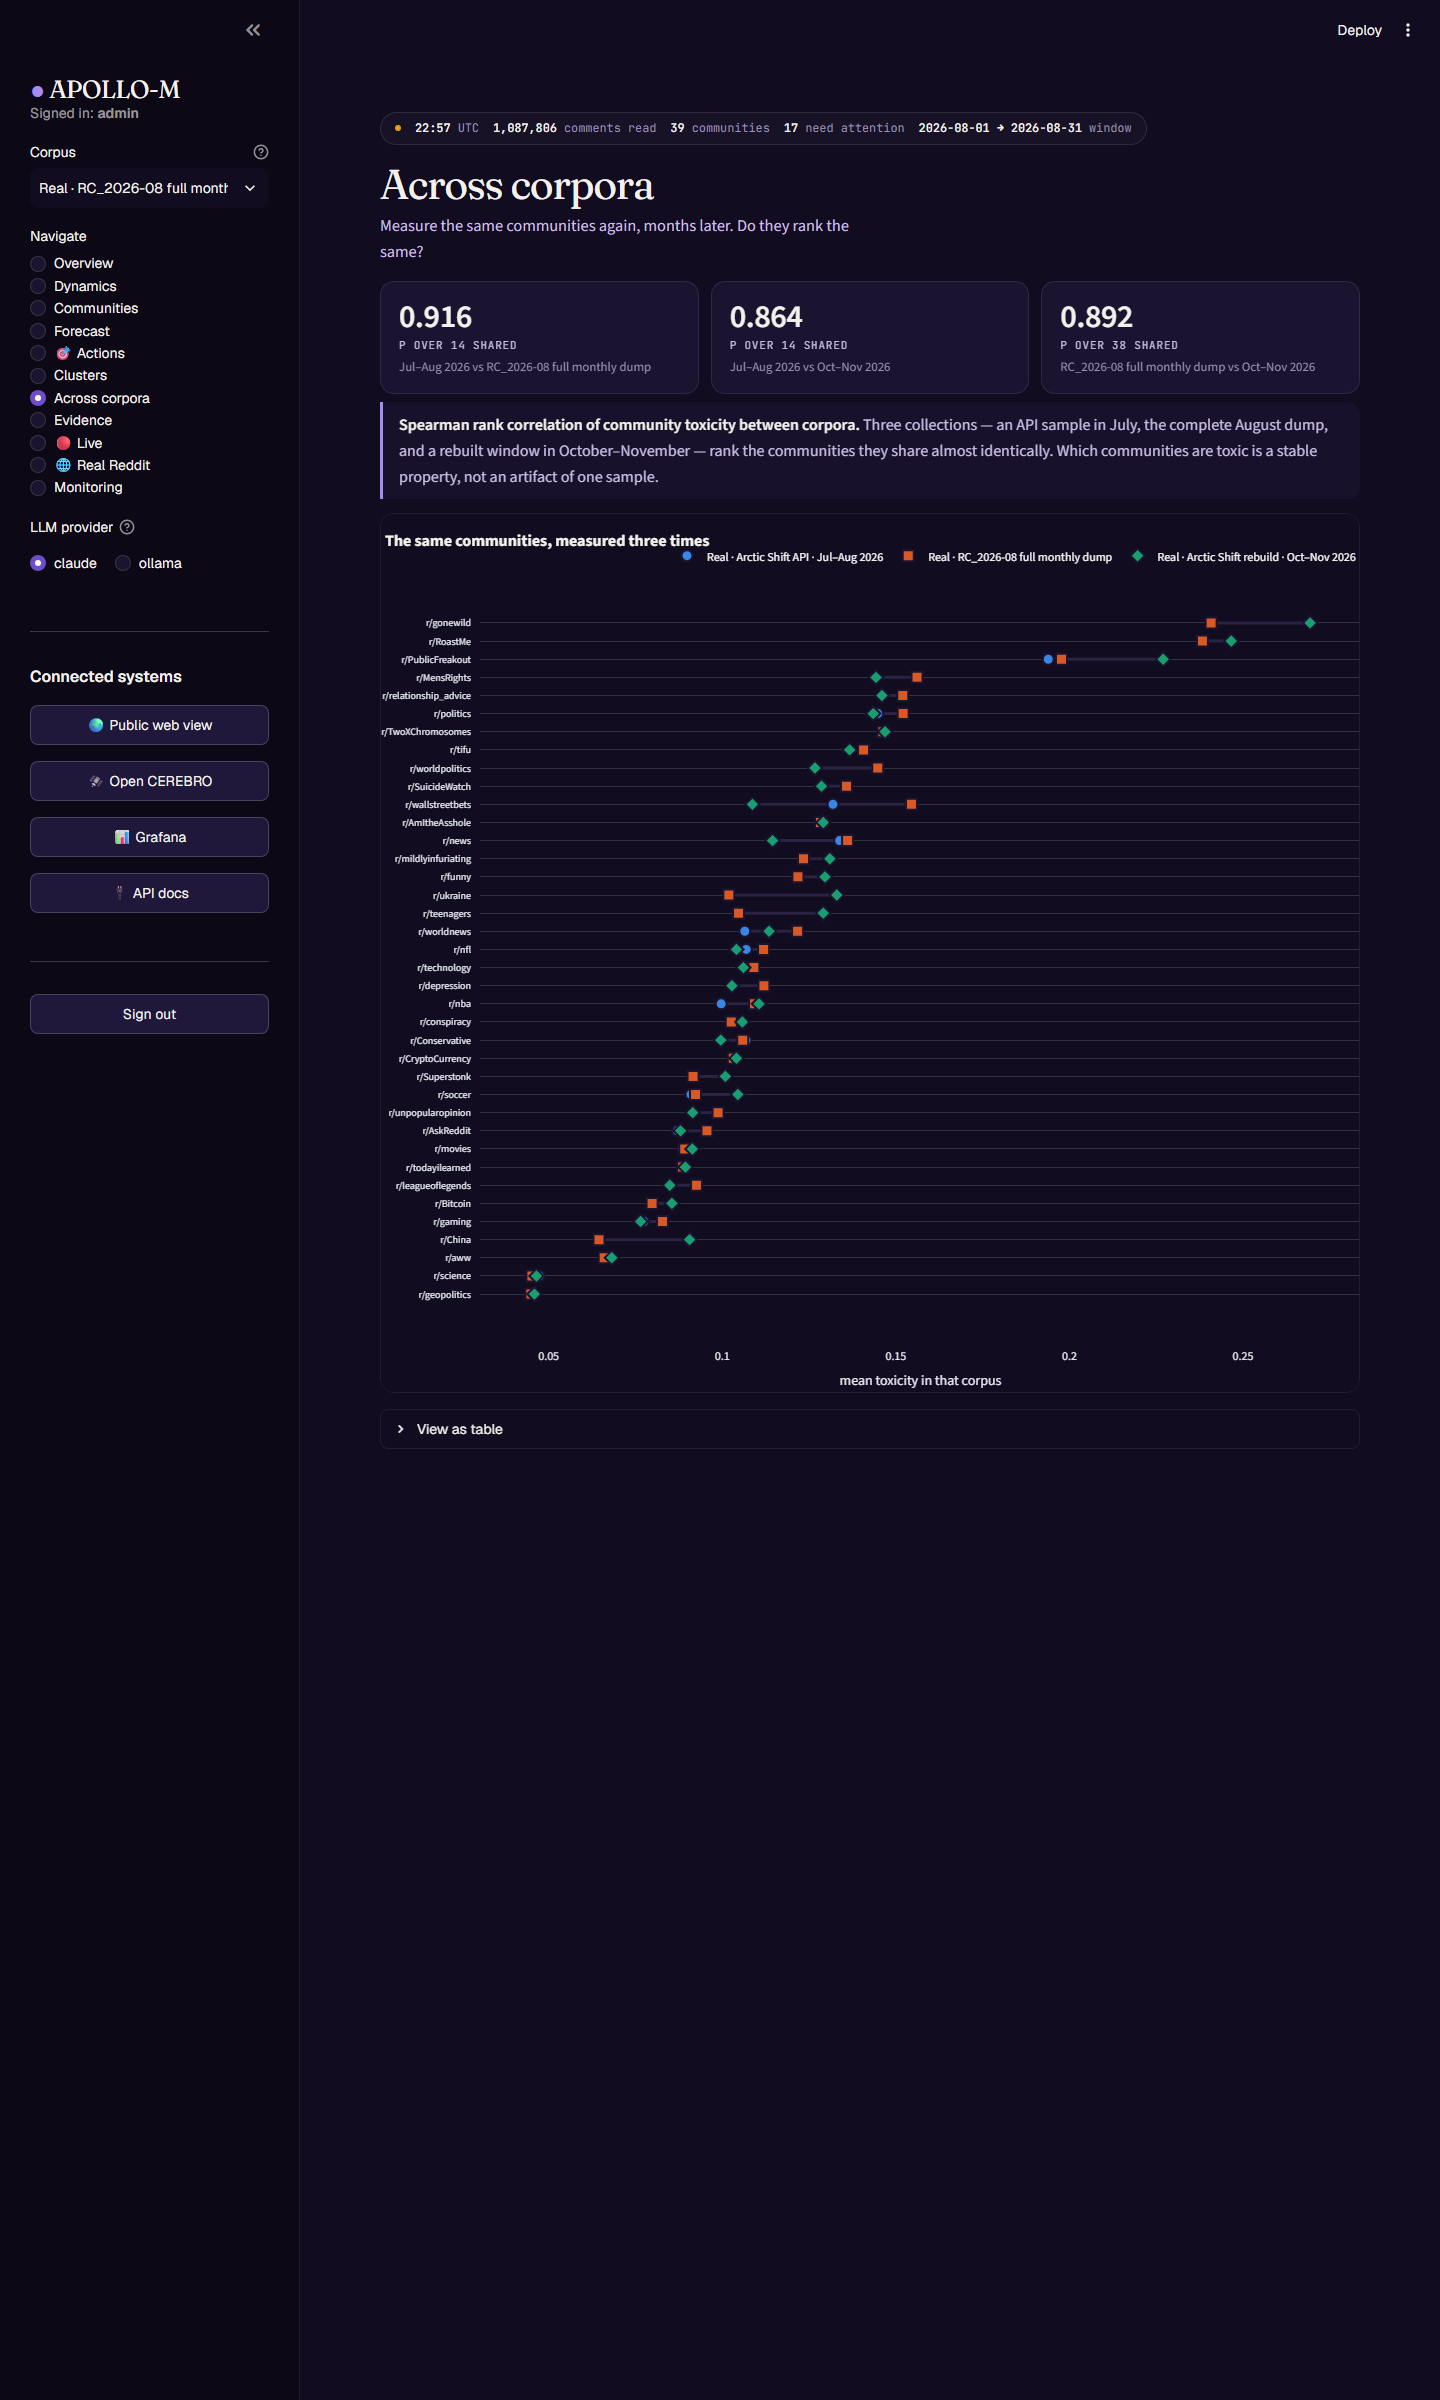 Deploy
APOLLO-M
Signed in: admin
Corpus
Real · RC_2026-08 full month
Navigate
Overview
Dynamics
Communities
Forecast
🎯 Actions
Clusters
Across corpora
Evidence
🔴 Live
🌐 Real Reddit
Monitoring
LLM provider
claude ollama
Connected systems
Public web view
Open CEREBRO
Grafana
API docs
Sign out
22:57 UTC 1,087,806 comments read 39 communities 17 need attention 2026-08-01 → 2026-08-31 window
Across corpora
Measure the same communities again, months later. Do they rank the
same?
0.916
P OVER 14 SHARED
Jul–Aug 2026 vs RC_2026-08 full monthly dump
0.864
P OVER 14 SHARED
Jul–Aug 2026 vs Oct–Nov 2026
0.892
P OVER 38 SHARED
RC_2026-08 full monthly dump vs Oct–Nov 2026
Spearman rank correlation of community toxicity between corpora. Three collections — an API sample in July, the complete August dump,
and a rebuilt window in October–November — rank the communities they share almost identically. Which communities are toxic is a stable
property, not an artifact of one sample.
The same communities, measured three times
Real · Arctic Shift API · Jul–Aug 2026 Real · RC_2026-08 full monthly dump Real · Arctic Shift rebuild · Oct–Nov 2026
r/gonewild
r/RoastMe
r/PublicFreakout
r/MensRights
r/relationship_advice
r/politics
r/TwoXChromosomes
r/tifu
r/worldpolitics
r/SuicideWatch
r/wallstreetbets
r/AmItheAsshole
r/news
r/mildlyinfuriating
r/funny
r/ukraine
r/teenagers
r/worldnews
r/nfl
r/technology
r/depression
r/nba
r/conspiracy
r/Conservative
r/CryptoCurrency
r/Superstonk
r/soccer
r/unpopularopinion
r/AskReddit
r/movies
r/todayilearned
r/leagueoflegends
r/Bitcoin
r/gaming
r/China
r/aww
r/science
r/geopolitics
0.05 0.1 0.15 0.2 0.25
mean toxicity in that corpus
View as table